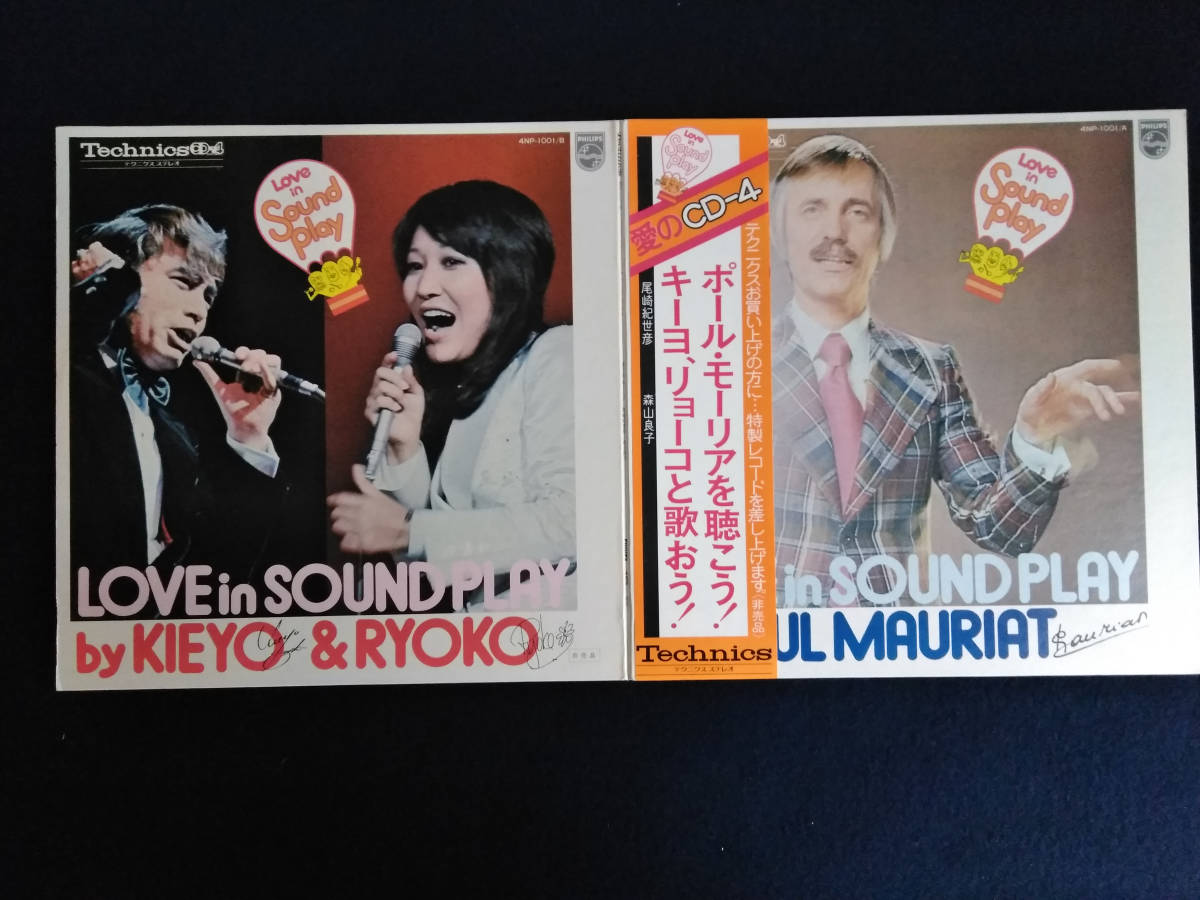 Technics CD-4
テクニクス ステレオ
4NP-1001/B
PHILIPS
Love
in
Sound
play
LOVE in SOUND PLAY
by KIEYO & RYOKO
非売品
Love
in
Sound
play
愛のCD-4
テクニクスお買い上げの方に…特製レコードを差し上げます。(非売品)
ポール・モーリアを聴こう!
キーヨ、リョーコと歌おう!
尾崎紀世彦
森山良子
Technics
テクニクス ステレオ
4NP-1001/A
PHILIPS
Love
in
Sound
play
in SOUND PLAY
UL MAURIAT
Mauriat